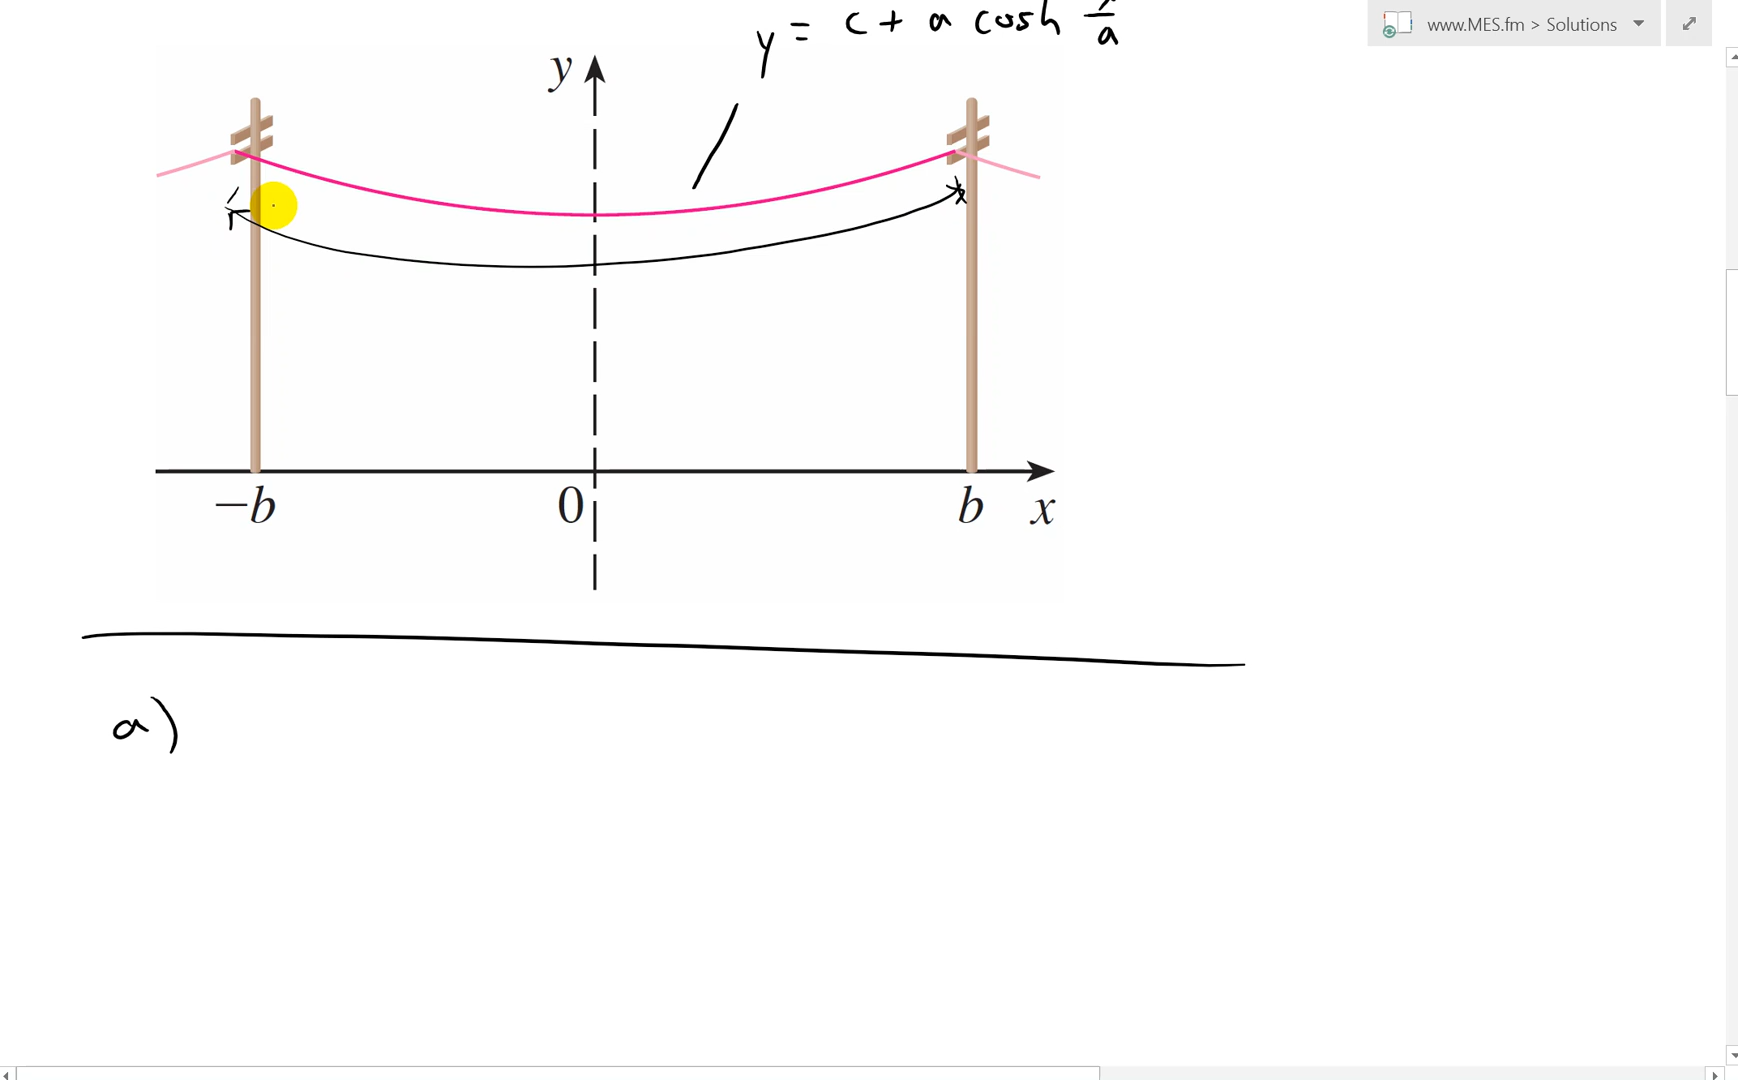 y = c + a cosh x/a
www.MES.fm > Solutions
y
−b
0
b
x
a)